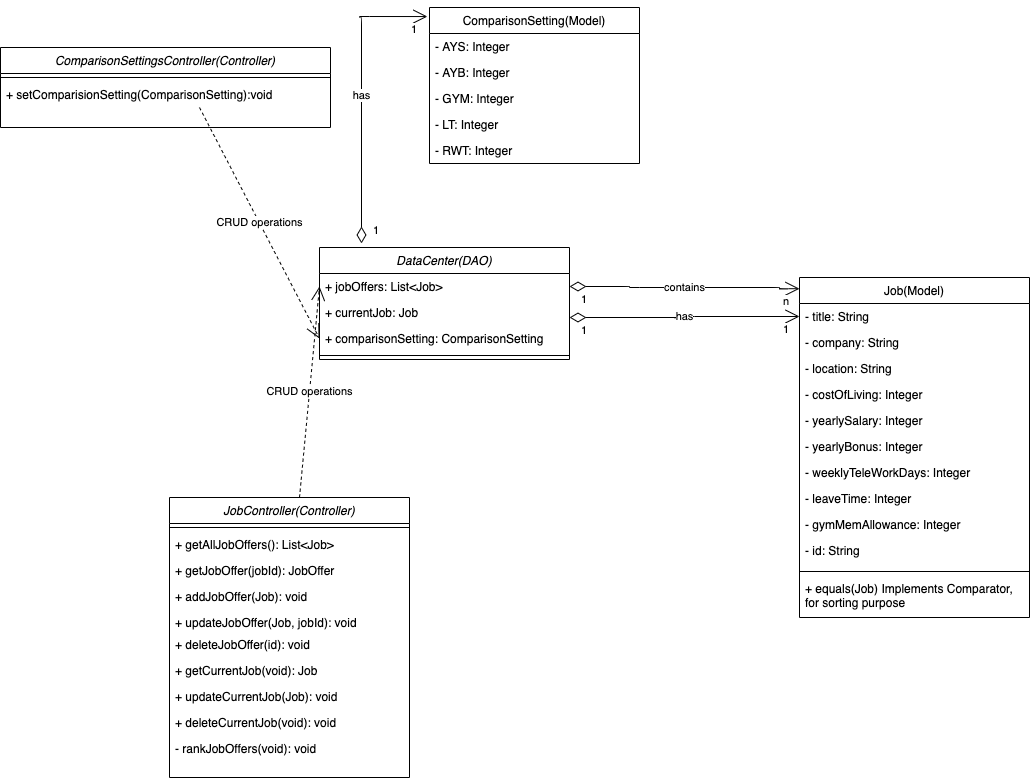 ComparisonSetting(Model)
- AYS: Integer
- AYB: Integer
- GYM: Integer
- LT: Integer
- RWT: Integer
1
has
1
ComparisonSettingsController(Controller)
+ setComparisionSetting(ComparisonSetting):void
CRUD operations
DataCenter(DAO)
+ jobOffers: List<Job>
+ currentJob: Job
+ comparisonSetting: ComparisonSetting
contains
1
n
has
1
1
Job(Model)
- title: String
- company: String
- location: String
- costOfLiving: Integer
- yearlySalary: Integer
- yearlyBonus: Integer
- weeklyTeleWorkDays: Integer
- leaveTime: Integer
- gymMemAllowance: Integer
- id: String
+ equals(Job) Implements Comparator,
for sorting purpose
CRUD operations
JobController(Controller)
+ getAllJobOffers(): List<Job>
+ getJobOffer(jobId): JobOffer
+ addJobOffer(Job): void
+ updateJobOffer(Job, jobId): void
+ deleteJobOffer(id): void
+ getCurrentJob(void): Job
+ updateCurrentJob(Job): void
+ deleteCurrentJob(void): void
- rankJobOffers(void): void